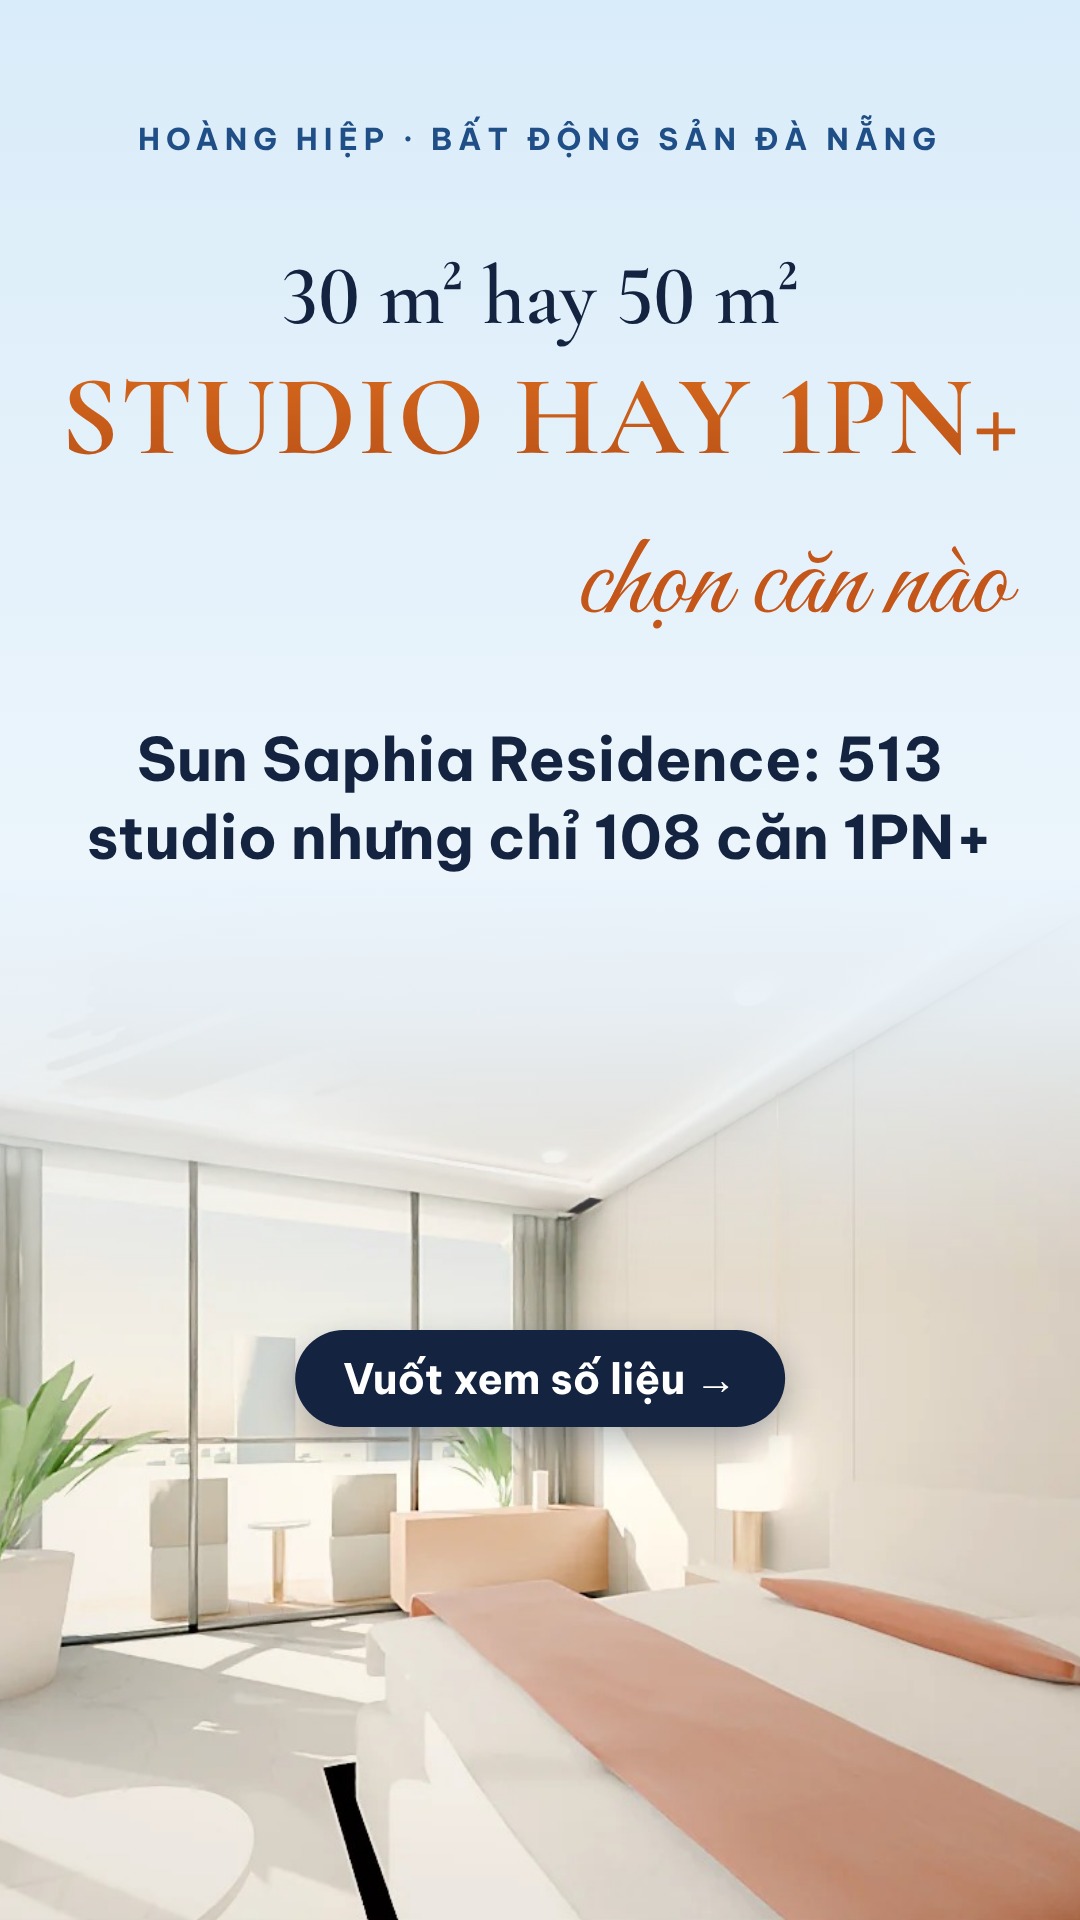 HOÀNG HIỆP · BẤT ĐỘNG SẢN ĐÀ NẴNG
30 m² hay 50 m²
STUDIO HAY 1PN+
chọn căn nào
Sun Saphia Residence: 513
studio nhưng chỉ 108 căn 1PN+
Vuốt xem số liệu →